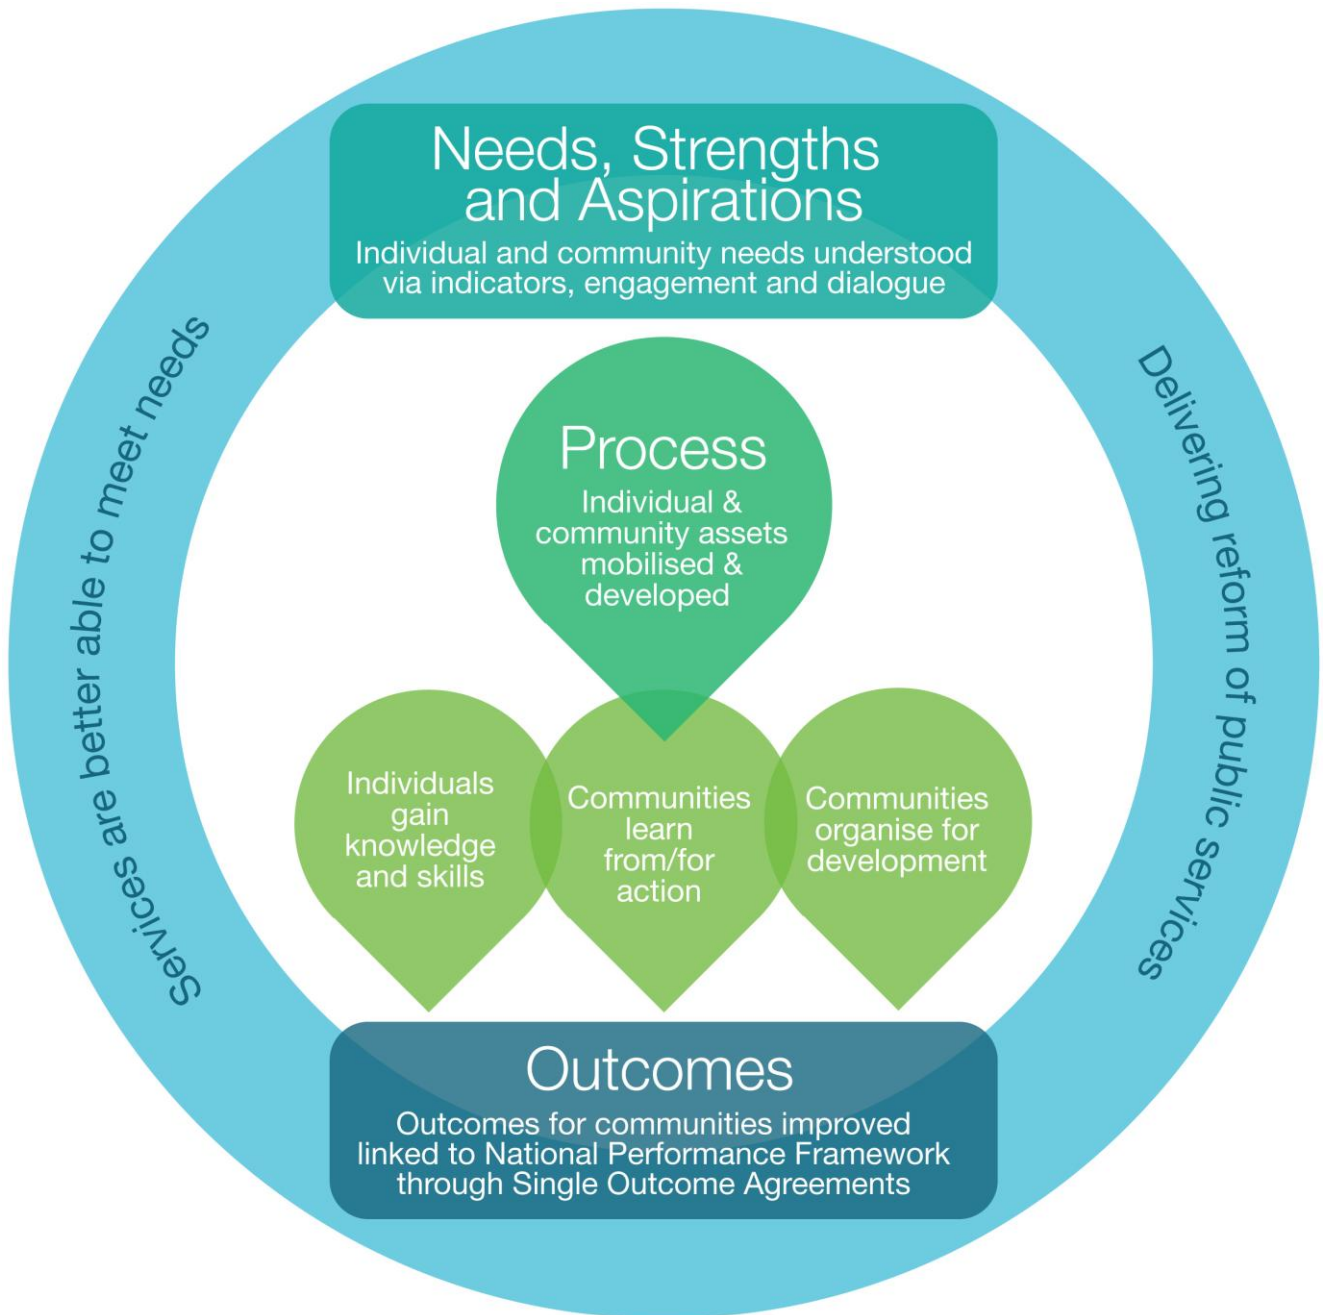 Needs, Strengths
and Aspirations
Individual and community needs understood
via indicators, engagement and dialogue
Services are better able to meet needs
Delivering reform of public services
Process
Individual &
community assets
mobilised &
developed
Individuals
gain
knowledge
and skills
Communities
learn
from/for
action
Communities
organise for
development
Outcomes
Outcomes for communities improved
linked to National Performance Framework
through Single Outcome Agreements